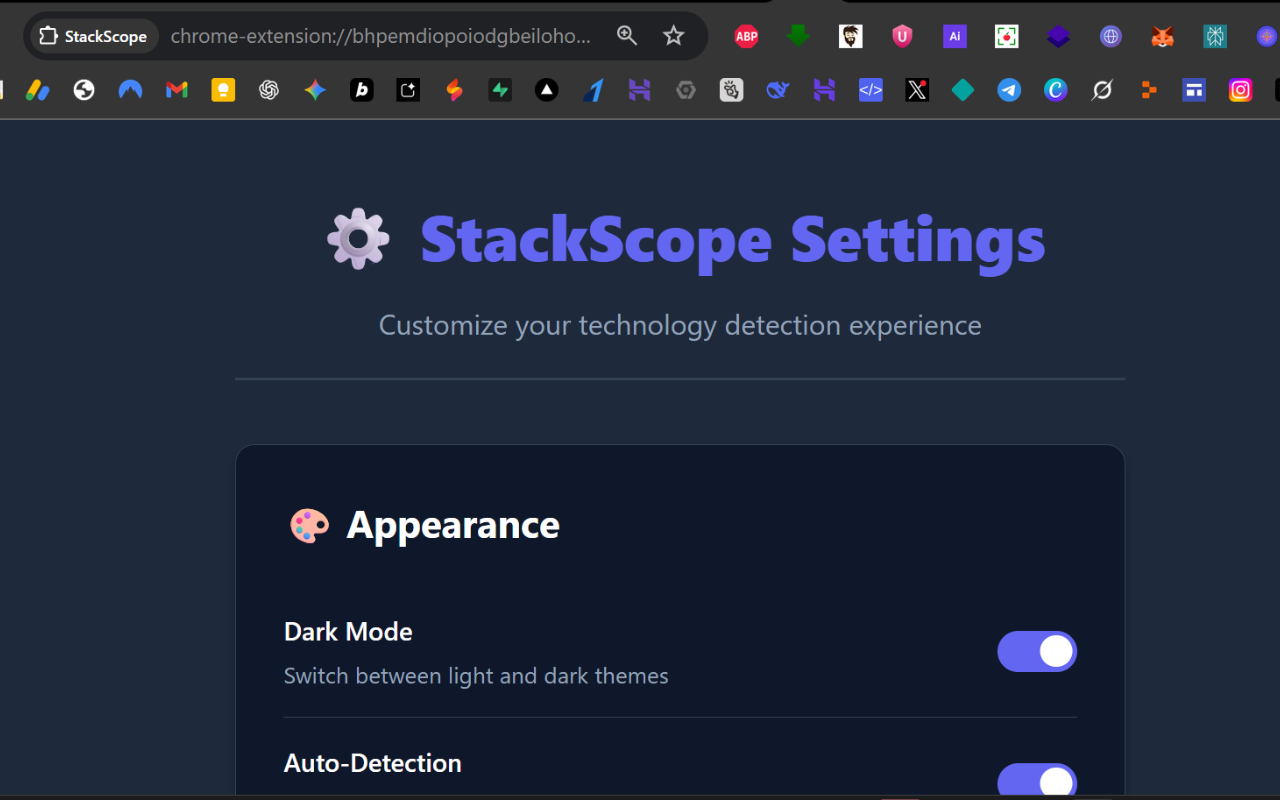 StackScope
chrome-extension://bhpemdiopoiodgbeiloho...
ABP
U
Ai
b
</>
StackScope Settings
Customize your technology detection experience
Appearance
Dark Mode
Switch between light and dark themes
Auto-Detection